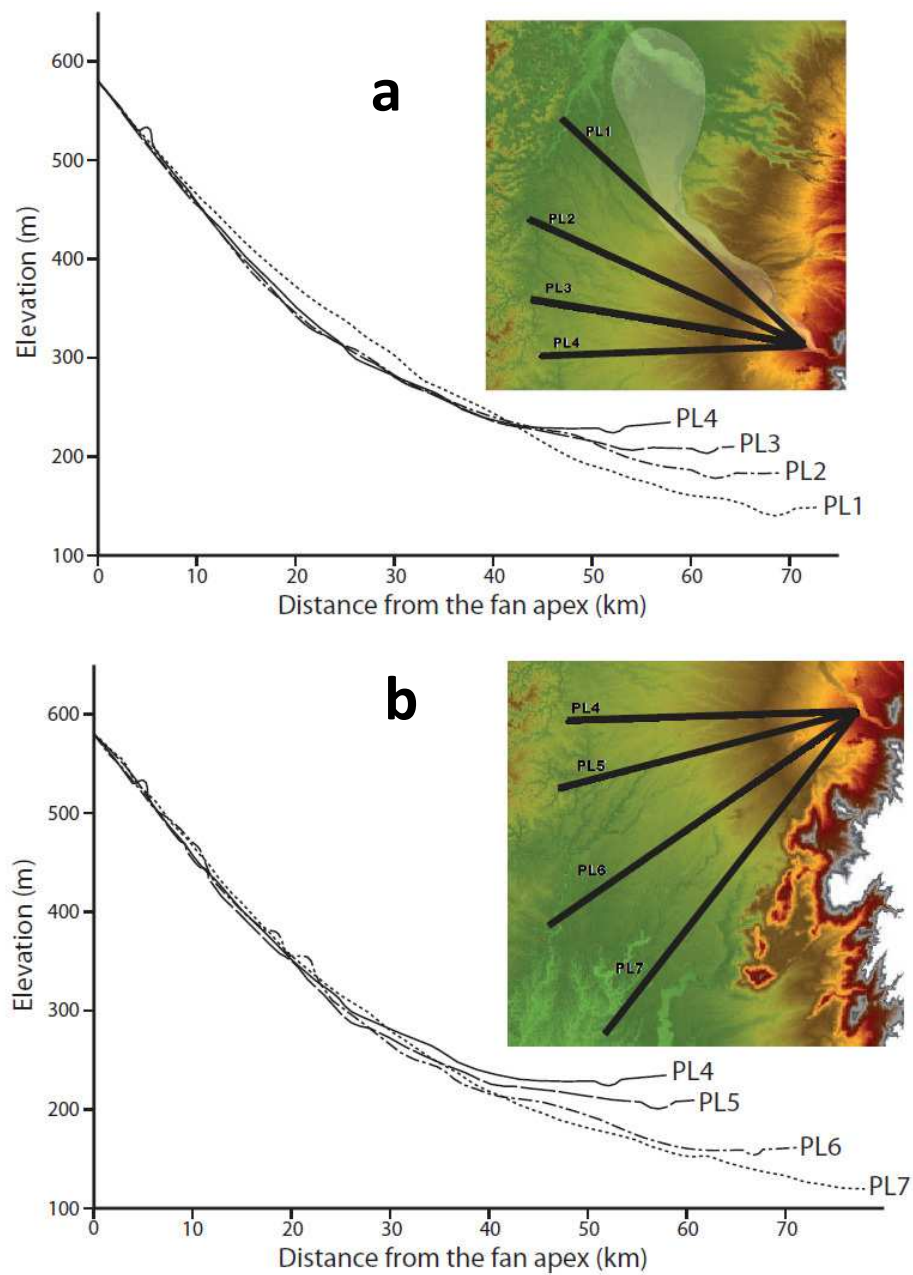 a
600
500
400
300
200
100
Elevation (m)
PL1
PL2
PL3
PL4
PL4
PL3
PL2
PL1
0 10 20 30 40 50 60 70
Distance from the fan apex (km)
b
600
500
400
300
200
100
Elevation (m)
PL4
PL5
PL6
PL7
PL4
PL5
PL6
PL7
0 10 20 30 40 50 60 70
Distance from the fan apex (km)